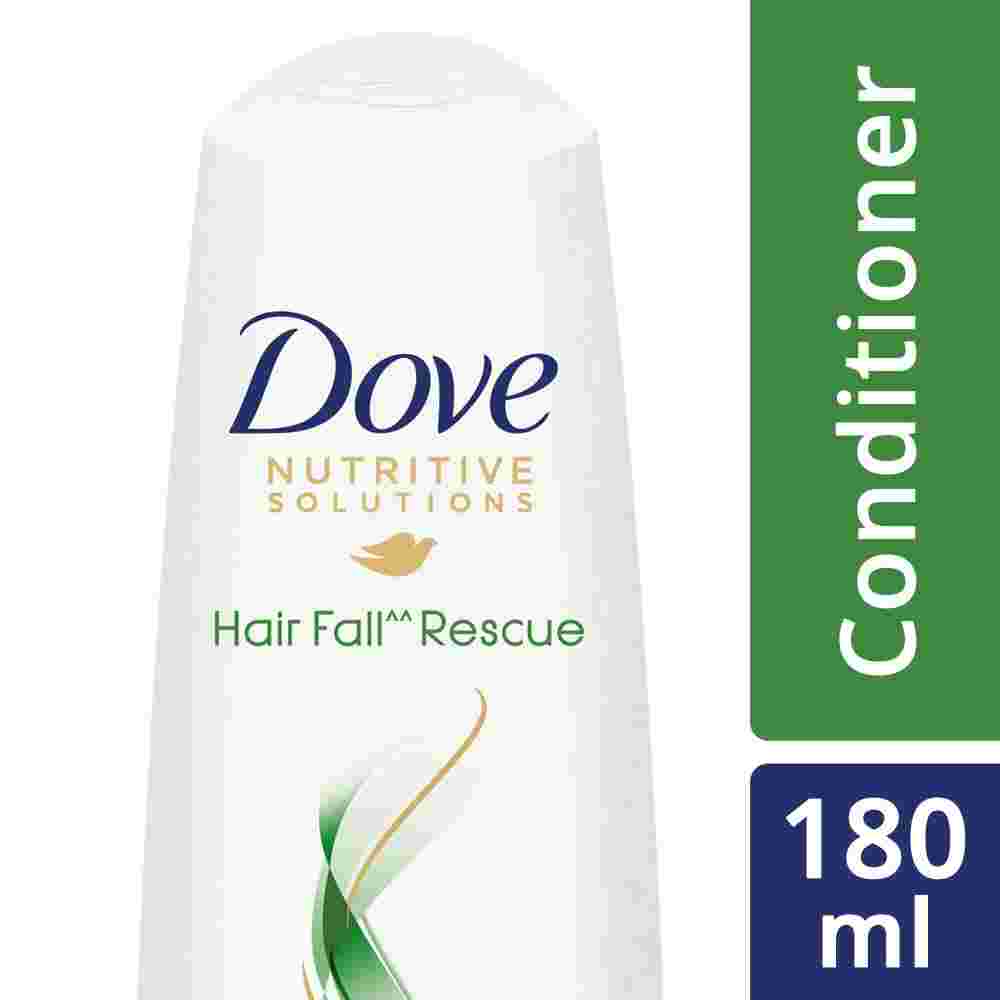 Dove
NUTRITIVE
SOLUTIONS
Hair Fall^^ Rescue
Conditioner
180
ml